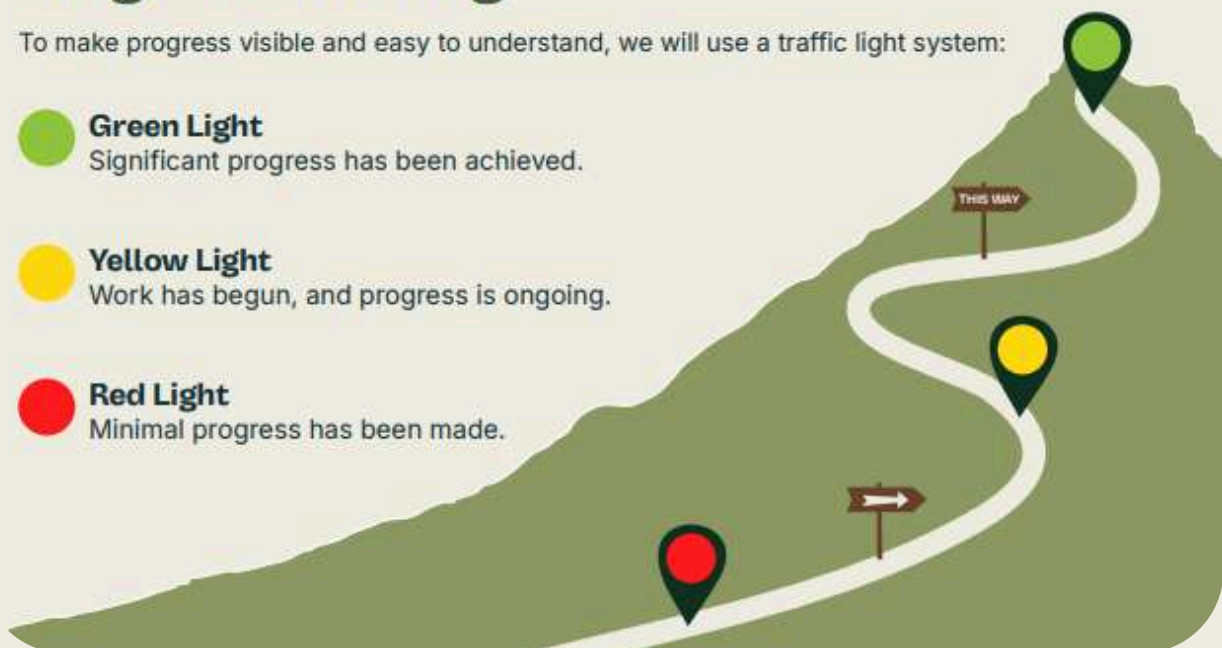 To make progress visible and easy to understand, we will use a traffic light system:
Green Light
Significant progress has been achieved.
THIS WAY
Yellow Light
Work has begun, and progress is ongoing.
Red Light
Minimal progress has been made.